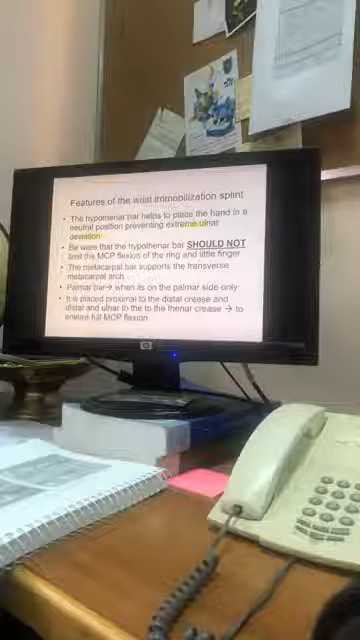 Features of the wrist immobilization splint
• The hypothenar bar helps to place the hand in a
neutral position preventing extreme ulnar
deviation
• Be ware that the hypothenar bar SHOULD NOT
limit the MCP flexion of the ring and little finger
• The metacarpal bar supports the transverse
metacarpal arch
• Palmar bar→ when its on the palmar side only
• It is placed proximal to the distal crease and
distal and ulnar to the to the thenar crease → to
ensure full MCP flexion
hp